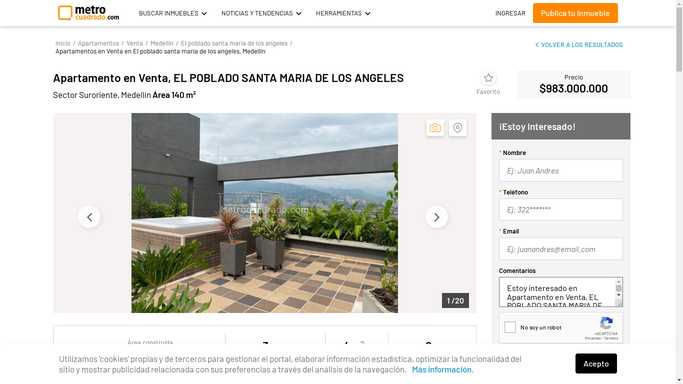 metro
cuadrado.com
BUSCAR INMUEBLES
NOTICIAS Y TENDENCIAS
HERRAMIENTAS
INGRESAR
Publica tu Inmueble
Inicio / Apartamentos / Venta / Medellín / El poblado santa maria de los angeles /
Apartamentos en Venta en El poblado santa maria de los angeles, Medellín
VOLVER A LOS RESULTADOS
Apartamento en Venta, EL POBLADO SANTA MARIA DE LOS ANGELES
Sector Suroriente, Medellín Área 140 m²
Favorito
Precio
$983.000.000
1 / 20
¡Estoy Interesado!
* Nombre
Ej: Juan Andres
* Teléfono
Ej: 322*******
* Email
Ej: juanandres@email.com
Comentarios
Estoy interesado en
Apartamento en Venta, EL
POBLADO SANTA MARIA DE LOS
No soy un robot
reCAPTCHA
Privacidad - Términos
Área construida
Utilizamos 'cookies' propias y de terceros para gestionar el portal, elaborar información estadística, optimizar la funcionalidad del
sitio y mostrar publicidad relacionada con sus preferencias a través del análisis de la navegación. Más información.
Acepto